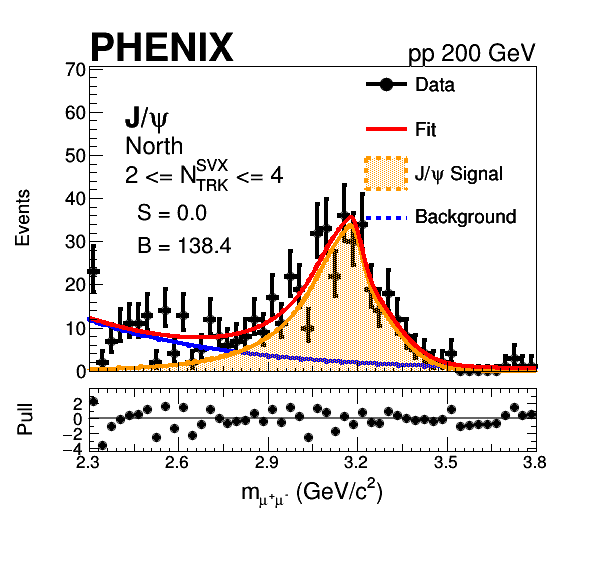 PHENIX pp 200 GeV
70
60
50
40
30
20
10
0
Events
J/ψ
North
2 <= N^SVX_TRK <= 4
S = 0.0
B = 138.4
Data
Fit
J/ψ Signal
Background
Pull
2
0
−2
−4
2.3 2.6 2.9 3.2 3.5 3.8
m_μ⁺μ⁻ (GeV/c²)